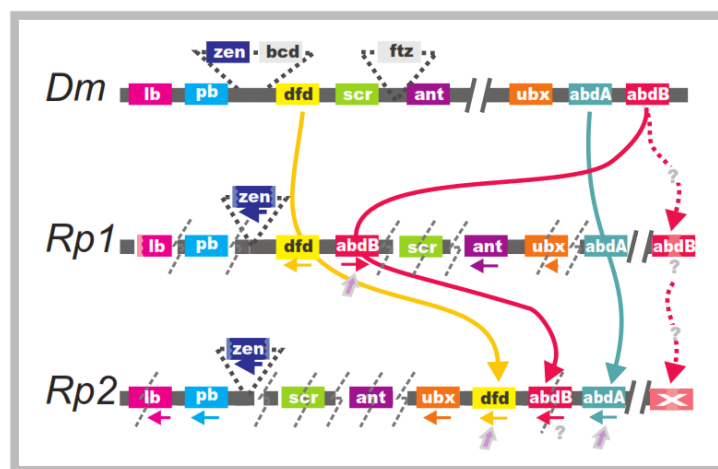 zen bcd ftz
Dm lb pb dfd scr ant ubx abdA abdB
?
zen
Rp1 lb pb dfd abdB scr ant ubx abdA abdB
?
?
zen
Rp2 lb pb scr ant ubx dfd abdB abdA X
?